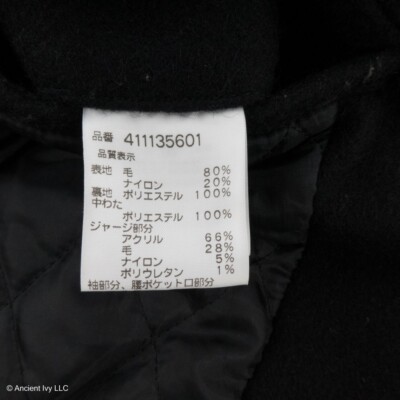 品番 411135601
品質表示
表地 毛 80%
ナイロン 20%
裏地 ポリエステル 100%
中わた
ポリエステル 100%
ジャージ部分
アクリル 66%
毛 28%
ナイロン 5%
ポリウレタン 1%
袖部分、腰ポケット口部分
© Ancient Ivy LLC